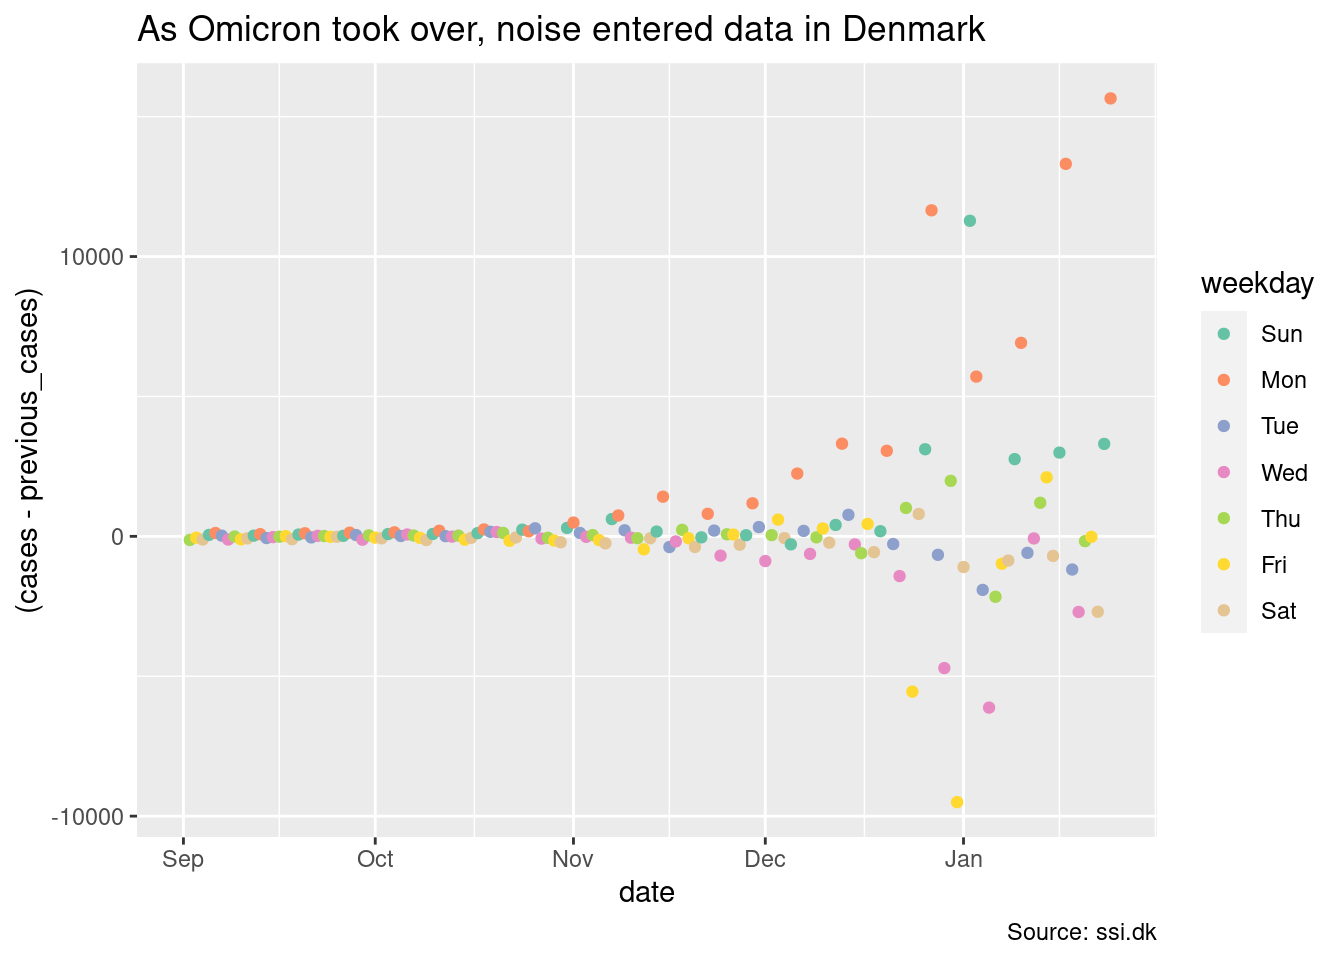 As Omicron took over, noise entered data in Denmark
(cases - previous_cases)
10000
0
-10000
Sep Oct Nov Dec Jan
date
weekday
Sun
Mon
Tue
Wed
Thu
Fri
Sat
Source: ssi.dk